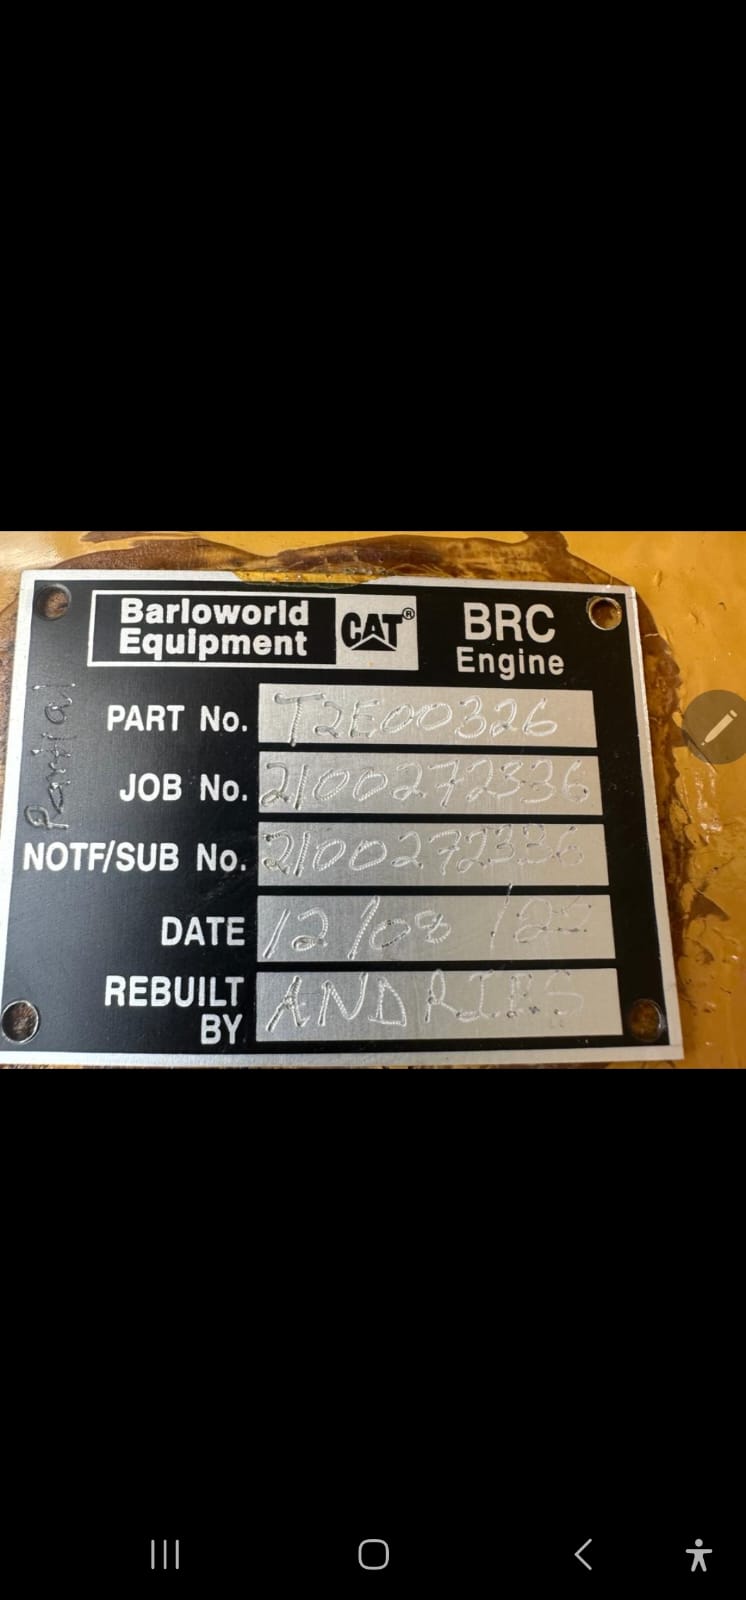 Barloworld
Equipment
CAT®
BRC
Engine
Partial
PART No. T2E00326
JOB No. 2100272336
NOTF/SUB No. 2100272336
DATE 12/08
REBUILT
BY ANDRIES